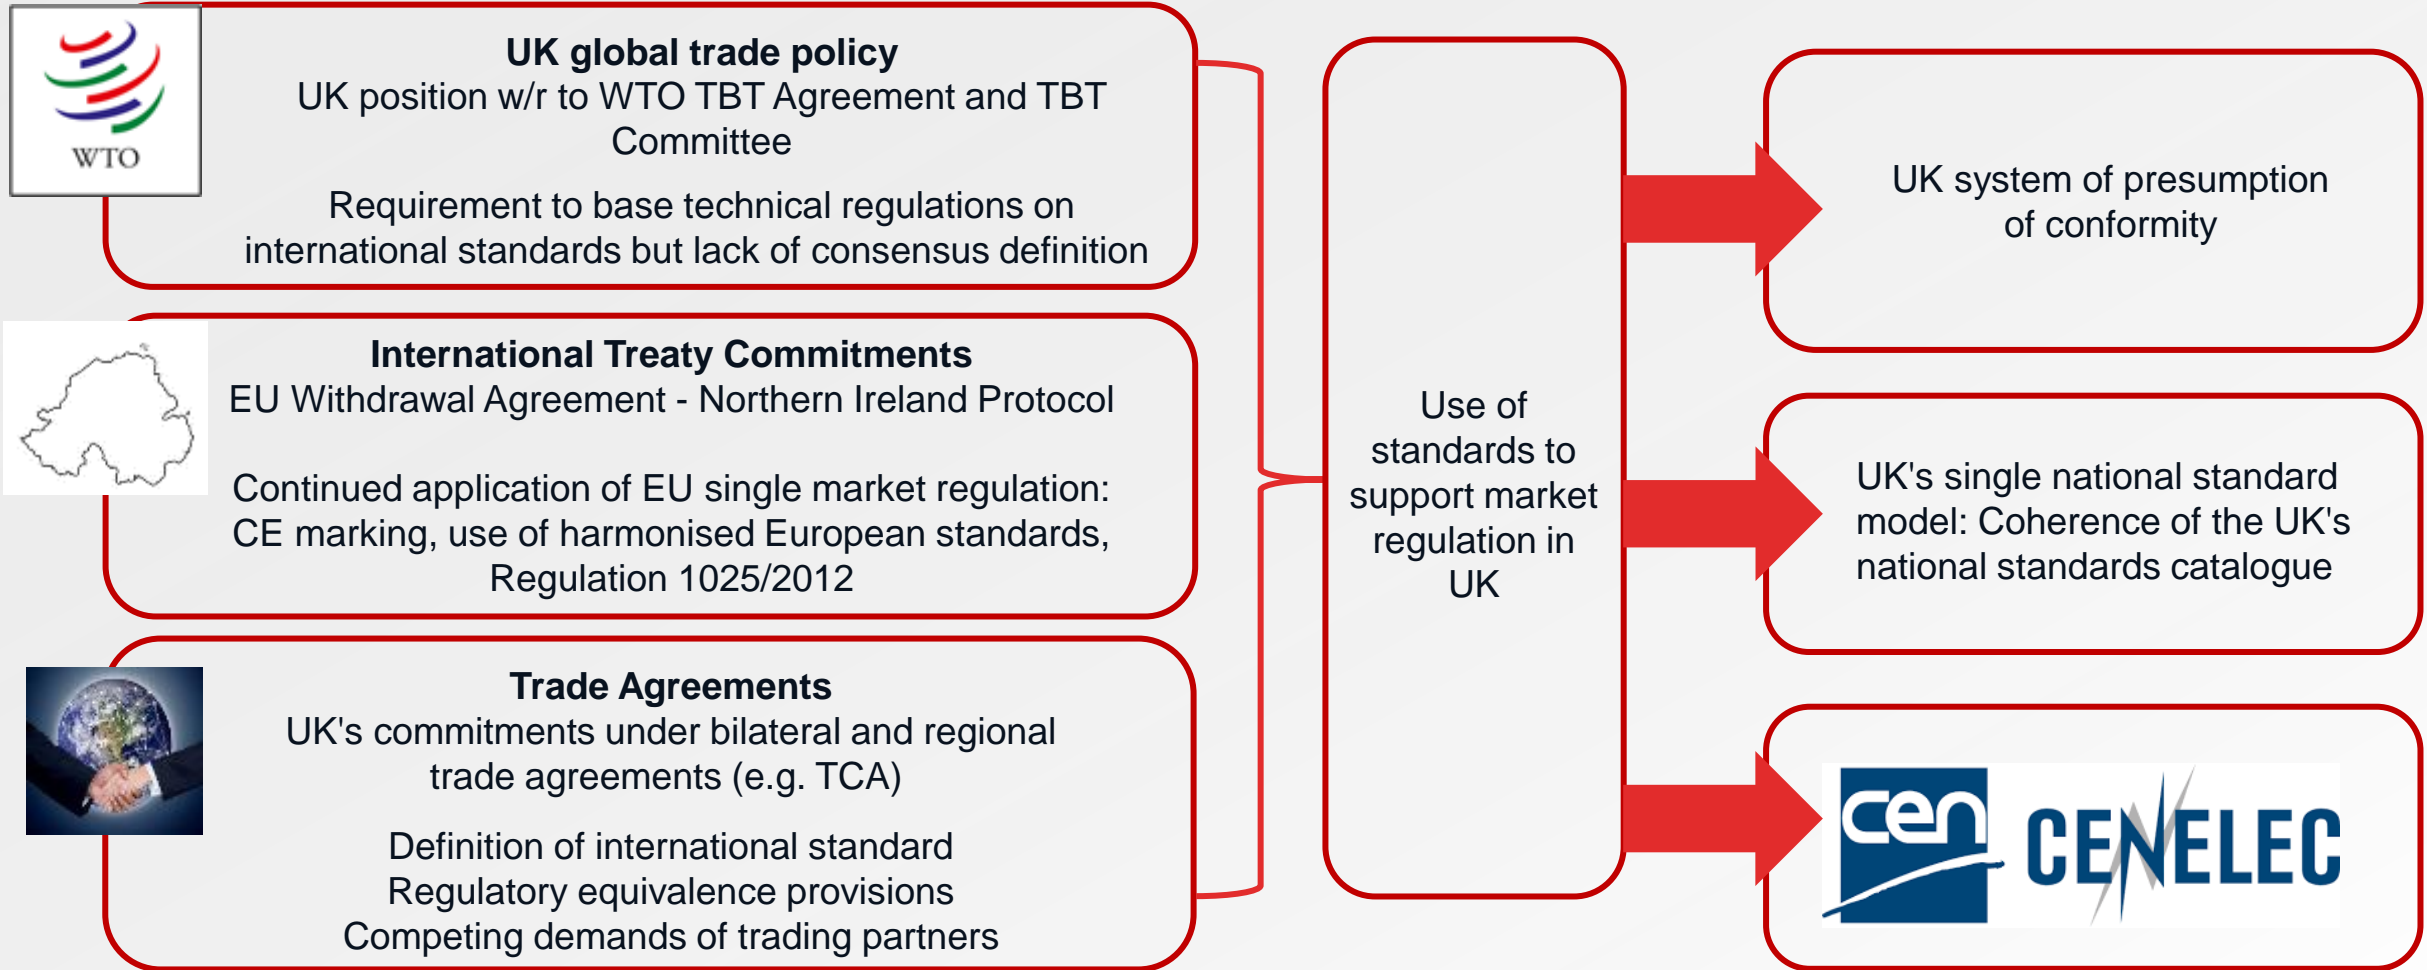 WTO
UK global trade policy
UK position w/r to WTO TBT Agreement and TBT
Committee
Requirement to base technical regulations on
international standards but lack of consensus definition
International Treaty Commitments
EU Withdrawal Agreement - Northern Ireland Protocol
Continued application of EU single market regulation:
CE marking, use of harmonised European standards,
Regulation 1025/2012
Trade Agreements
UK's commitments under bilateral and regional
trade agreements (e.g. TCA)
Definition of international standard
Regulatory equivalence provisions
Competing demands of trading partners
Use of
standards to
support market
regulation in
UK
UK system of presumption
of conformity
UK's single national standard
model: Coherence of the UK's
national standards catalogue
cen CENELEC